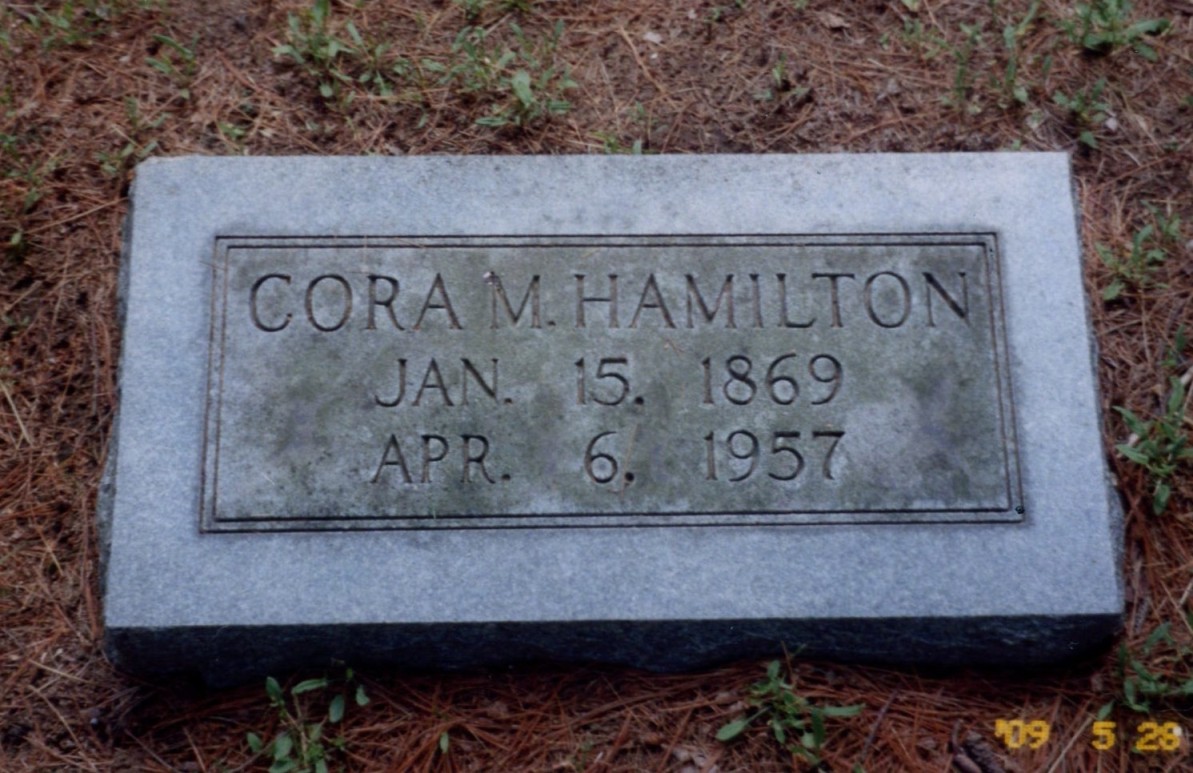 CORA M. HAMILTON
JAN. 15. 1869
APR. 6. 1957
'09 5 28